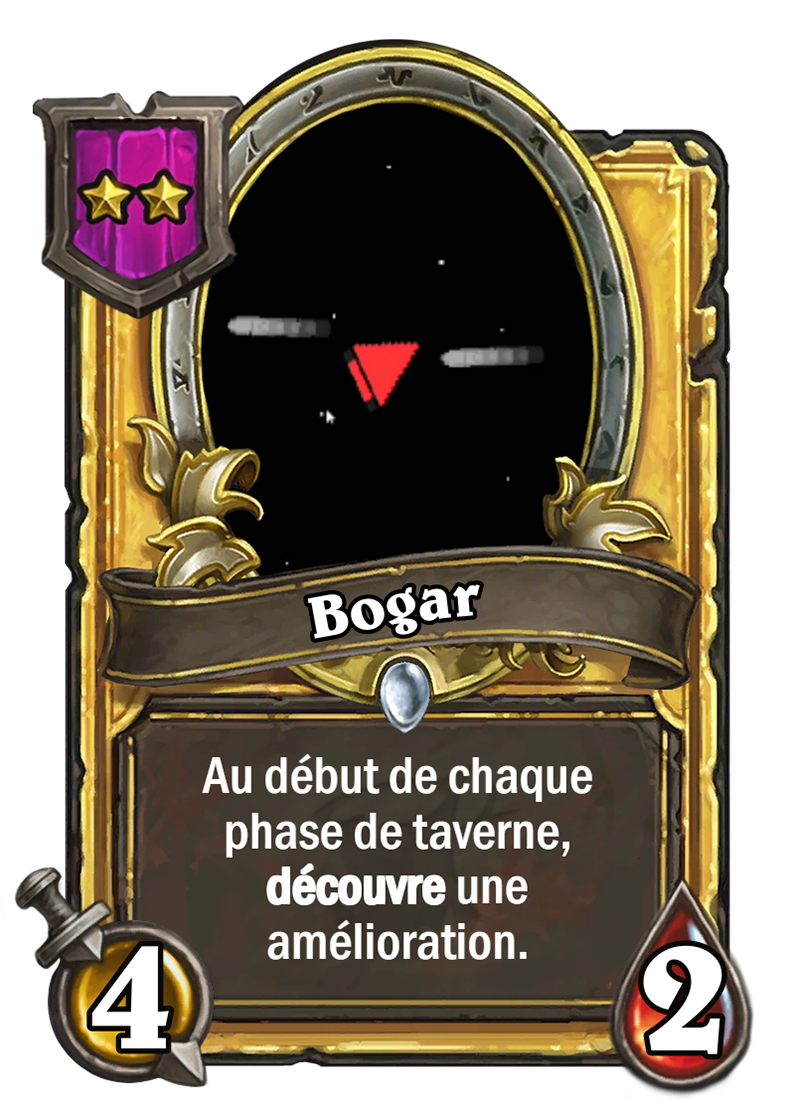 Bogar
Au début de chaque
phase de taverne,
découvre une
amélioration.
4
2